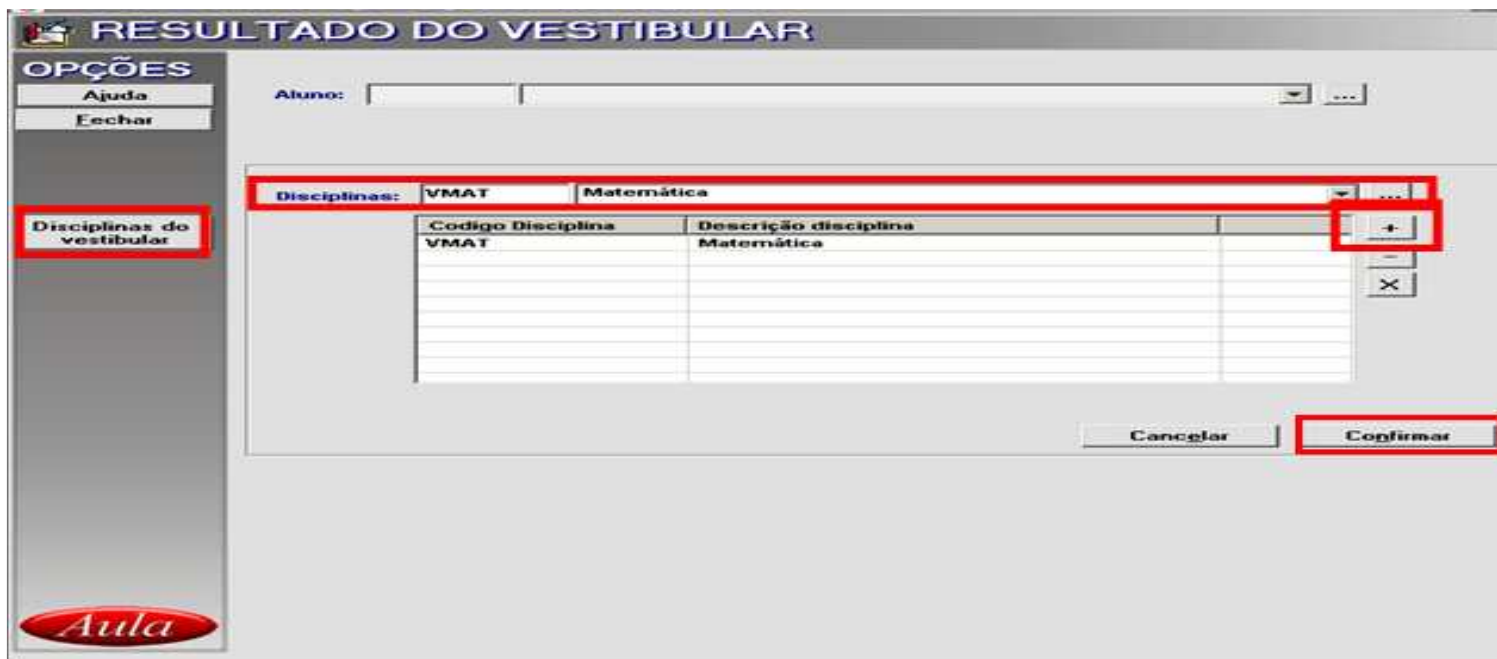 RESULTADO DO VESTIBULAR
OPÇÕES
Ajuda
Fechar
Aluno:
...
Disciplinas: VMAT Matemática ...
Disciplinas do
vestibular
Codigo Disciplina Descrição disciplina
+
VMAT Matemática
-
X
Cancelar Confirmar
Aula